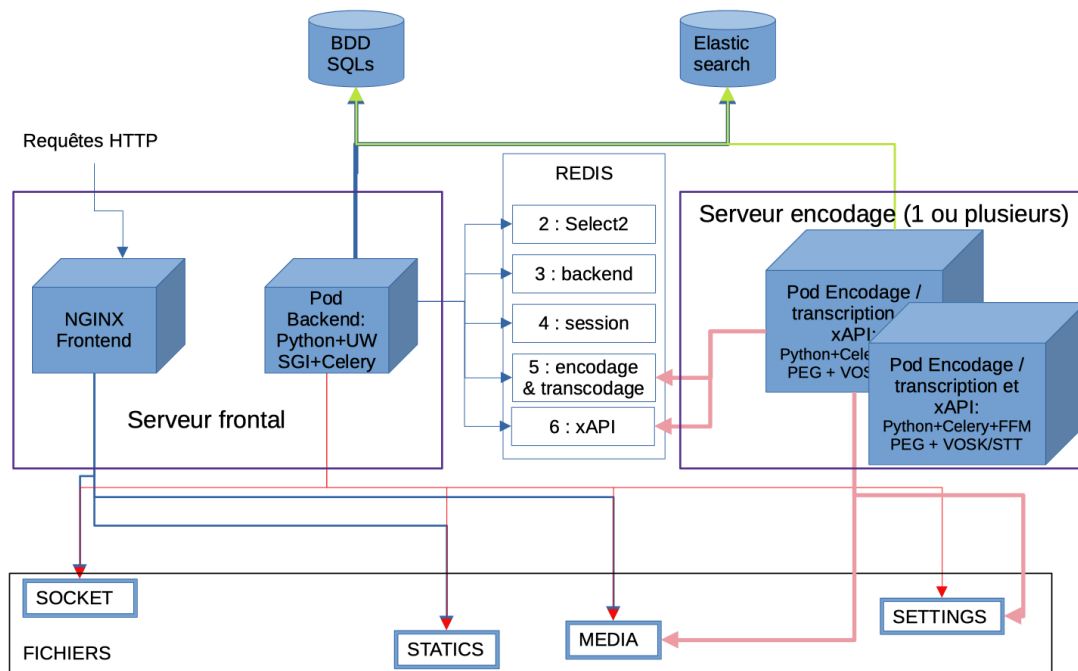 BDD
SQLs
Elastic
search
Requêtes HTTP
REDIS
2 : Select2
3 : backend
4 : session
5 : encodage
& transcodage
6 : xAPI
NGINX
Frontend
Pod
Backend:
Python+UW
SGI+Celery
Serveur frontal
Serveur encodage (1 ou plusieurs)
Pod Encodage /
transcription
xAPI:
Python+Cele
PEG + VOS
Pod Encodage /
transcription et
xAPI:
Python+Celery+FFM
PEG + VOSK/STT
SOCKET
STATICS
MEDIA
SETTINGS
FICHIERS